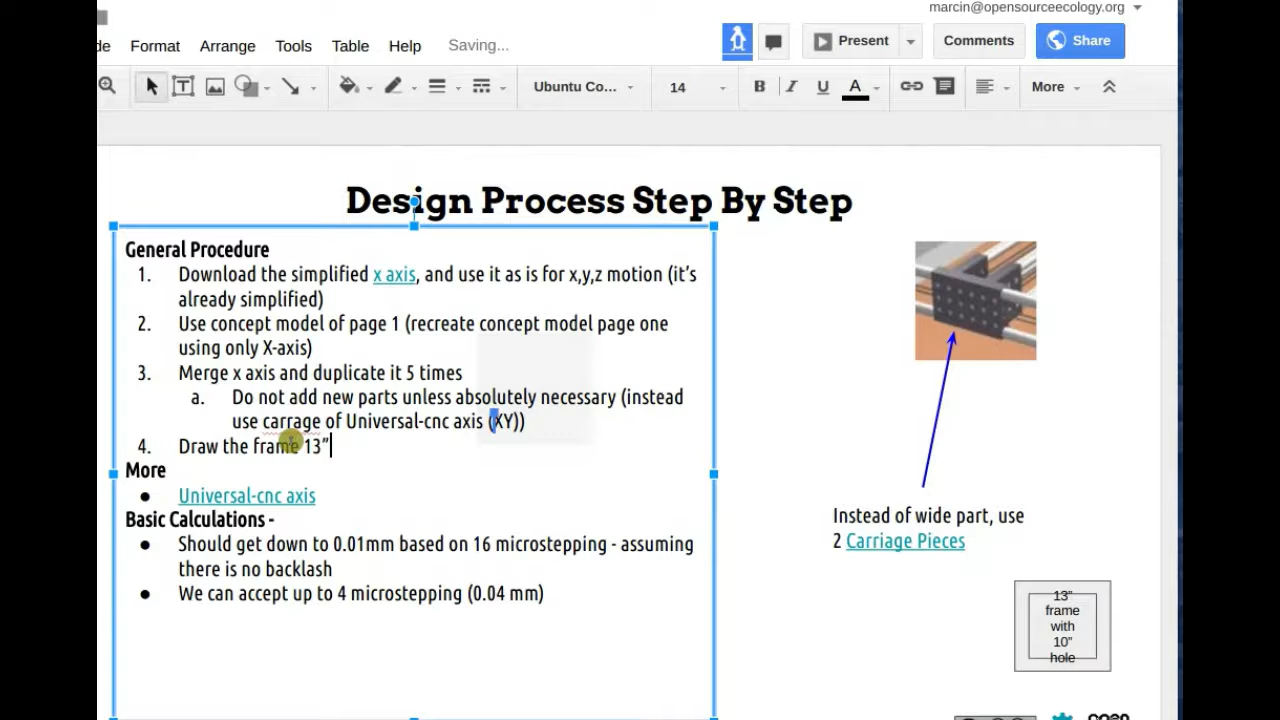 marcin@opensourceecology.org
de Format Arrange Tools Table Help Saving...
Present Comments Share
Ubuntu Co... 14 B I U A More
Design Process Step By Step
General Procedure
1. Download the simplified x axis, and use it as is for x,y,z motion (it's
already simplified)
2. Use concept model of page 1 (recreate concept model page one
using only X-axis)
3. Merge x axis and duplicate it 5 times
a. Do not add new parts unless absolutely necessary (instead
use carrage of Universal-cnc axis (XY))
4. Draw the frame 13”
More
● Universal-cnc axis
Basic Calculations -
● Should get down to 0.01mm based on 16 microstepping - assuming
there is no backlash
● We can accept up to 4 microstepping (0.04 mm)
Instead of wide part, use
2 Carriage Pieces
13”
frame
with
10”
hole